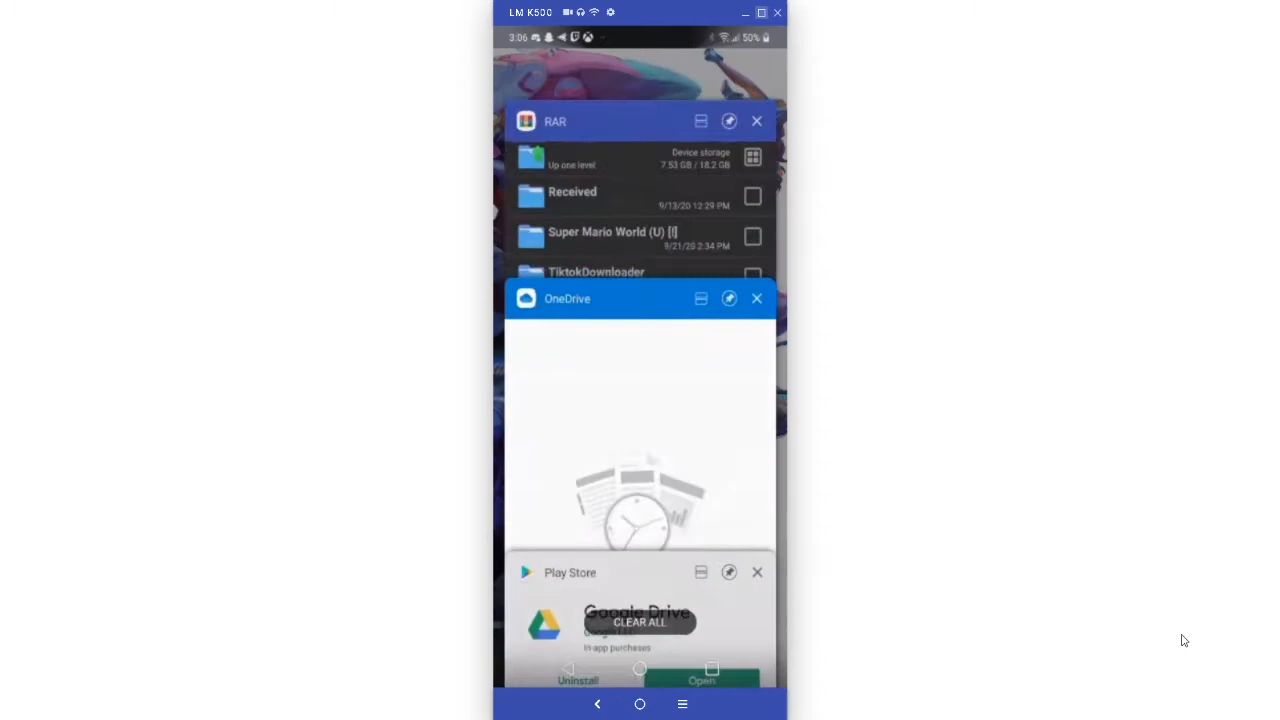 LM K500
3:06
50%
RAR
Device storage
Up one level
7.53 GB / 18.2 GB
Received
9/13/20 12:29 PM
Super Mario World (U) [!]
9/21/20 2:34 PM
TiktokDownloader
OneDrive
Play Store
Google Drive
CLEAR ALL
In-app purchases
Uninstall
Open